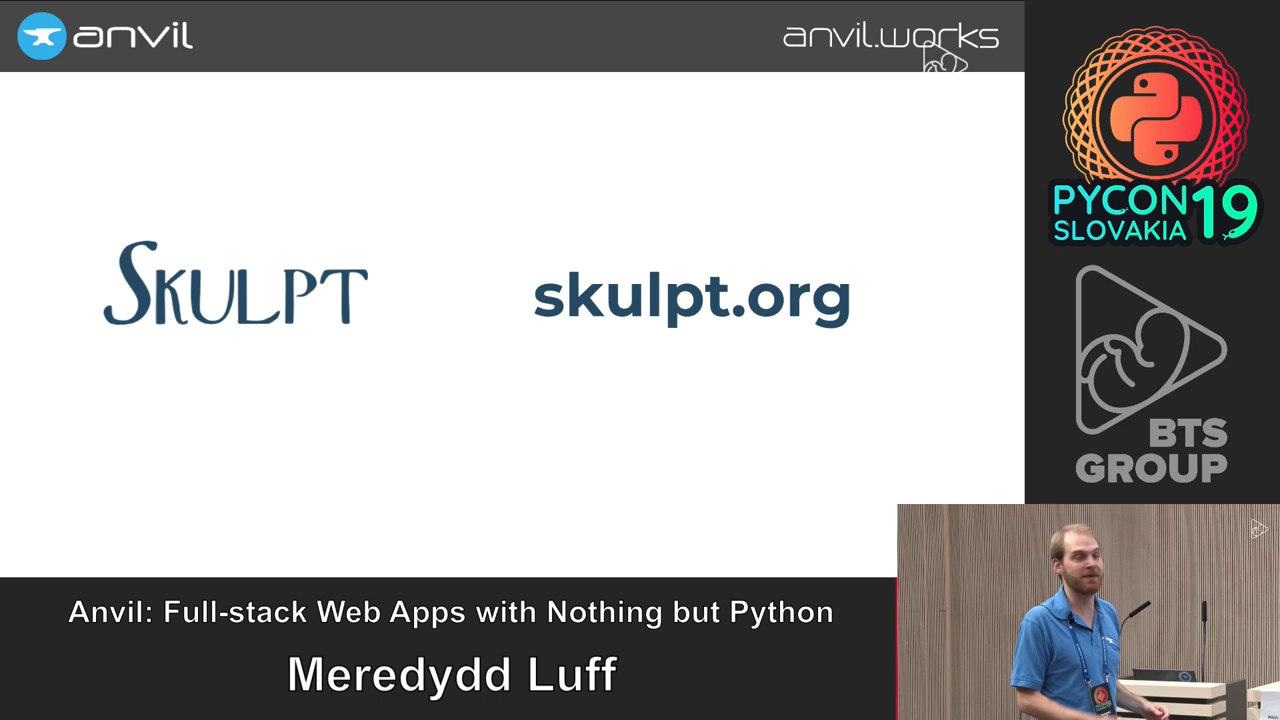 anvil
anvil.works
SKULPT
skulpt.org
PYCON
SLOVAKIA
19
BTS
GROUP
Anvil: Full-stack Web Apps with Nothing but Python
Meredydd Luff